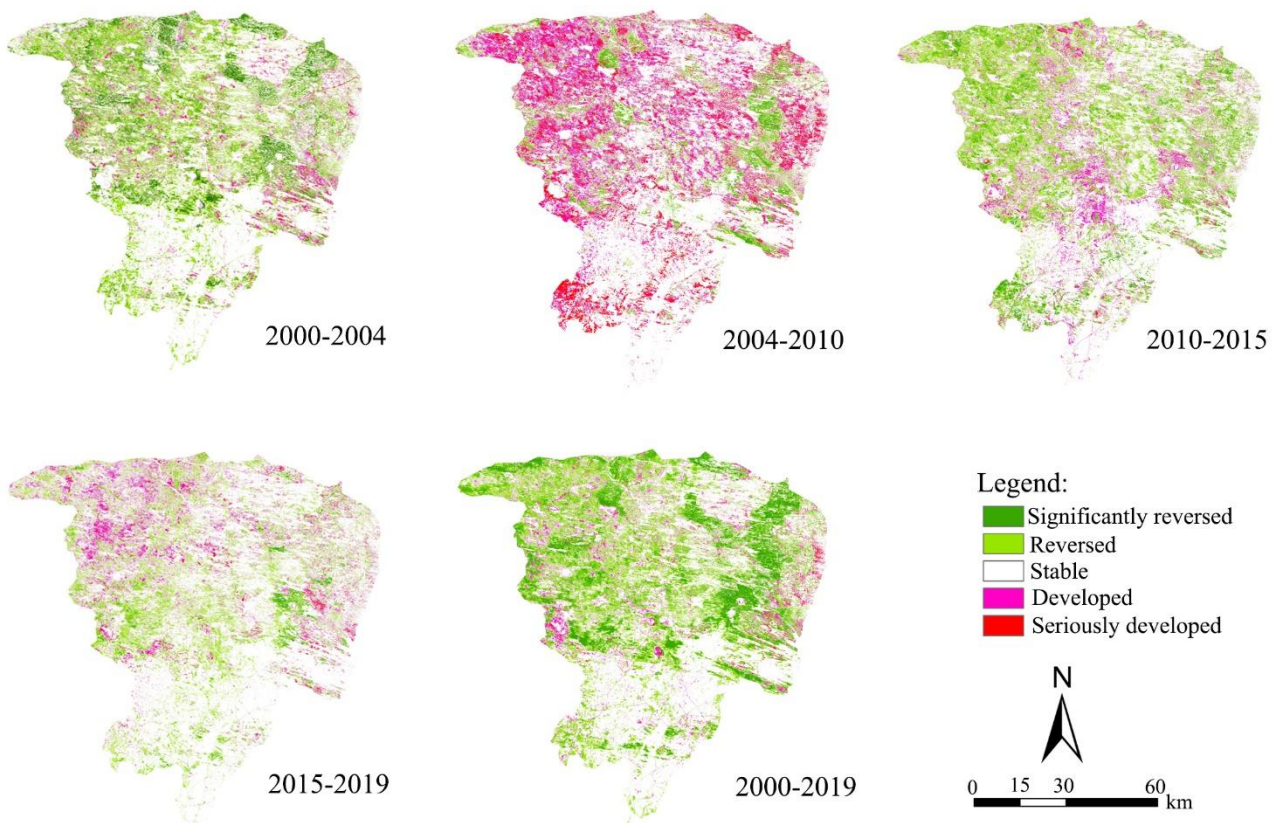 2000-2004
2004-2010
2010-2015
2015-2019
2000-2019
Legend:
Significantly reversed
Reversed
Stable
Developed
Seriously developed
N
0 15 30 60
km